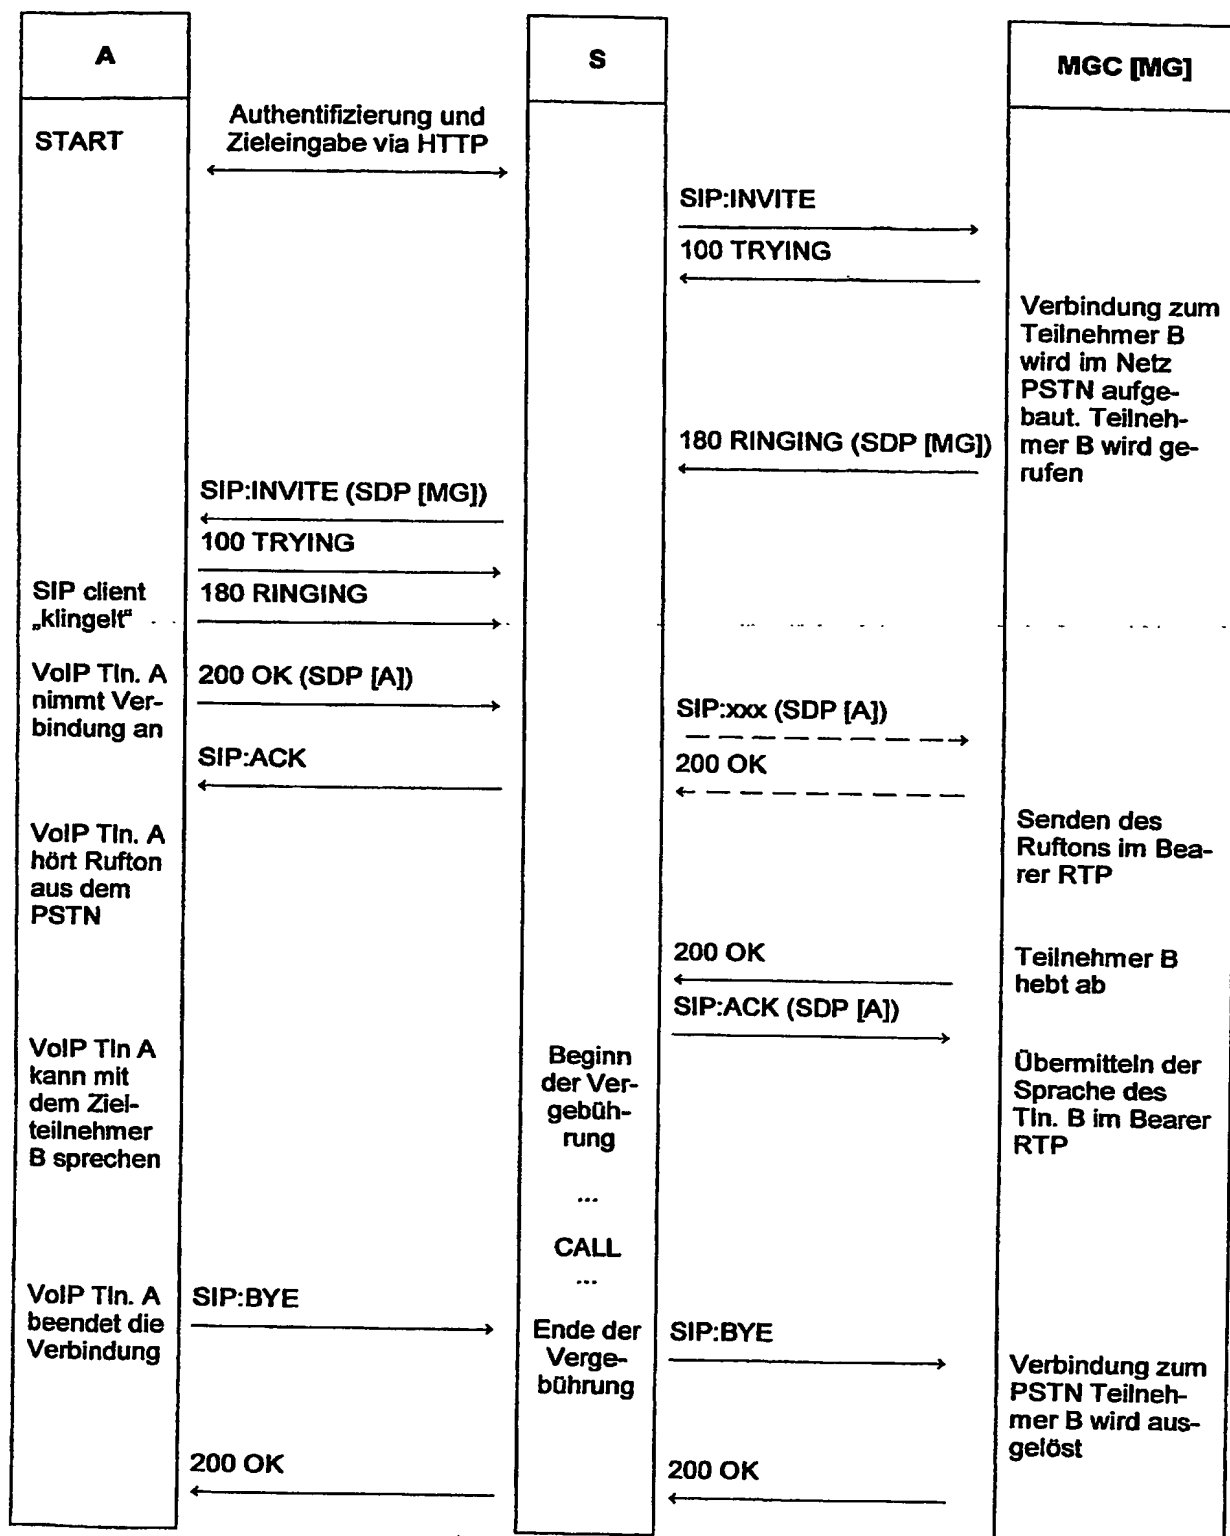 A
S
MGC [MG]
START
Authentifizierung und
Zieleingabe via HTTP
SIP:INVITE
100 TRYING
Verbindung zum
Teilnehmer B
wird im Netz
PSTN aufge-
baut. Teilneh-
mer B wird ge-
rufen
180 RINGING (SDP [MG])
SIP:INVITE (SDP [MG])
100 TRYING
SIP client
„klingelt“
180 RINGING
VoIP Tln. A
nimmt Ver-
bindung an
200 OK (SDP [A])
SIP:xxx (SDP [A])
SIP:ACK
200 OK
VoIP Tln. A
hört Rufton
aus dem
PSTN
Senden des
Ruftons im Bea-
rer RTP
200 OK
Teilnehmer B
hebt ab
SIP:ACK (SDP [A])
VoIP Tln A
kann mit
dem Ziel-
teilnehmer
B sprechen
Beginn
der Ver-
gebüh-
rung
Übermitteln der
Sprache des
Tln. B im Bearer
RTP
...
CALL
...
VoIP Tln. A
beendet die
Verbindung
SIP:BYE
Ende der
Verge-
bührung
SIP:BYE
Verbindung zum
PSTN Teilneh-
mer B wird aus-
gelöst
200 OK
200 OK